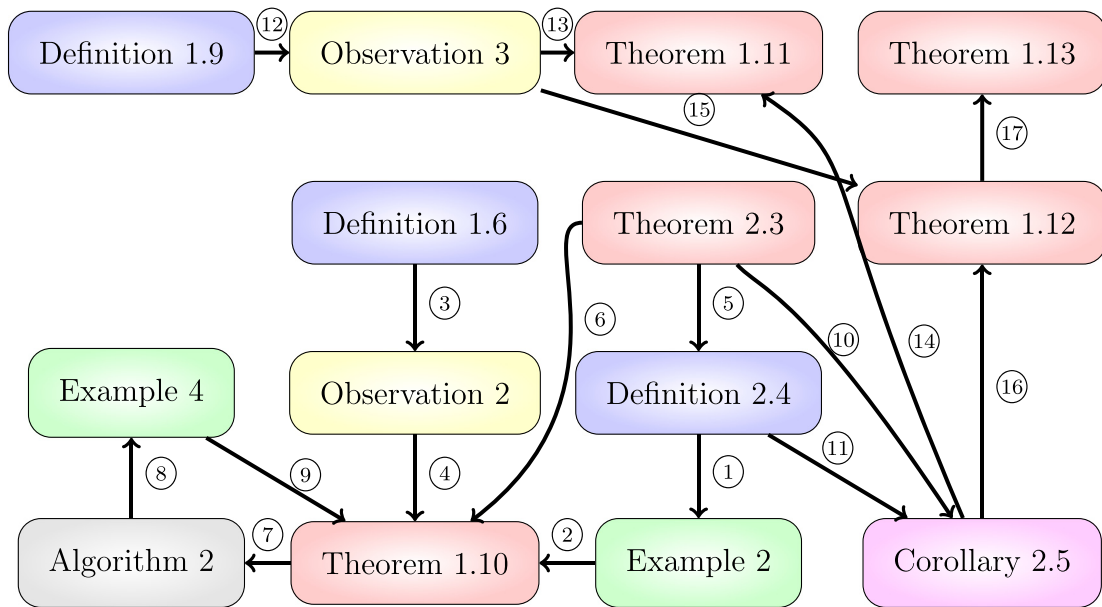 Definition 1.9
12
Observation 3
13
Theorem 1.11
Theorem 1.13
15
17
Definition 1.6
Theorem 2.3
Theorem 1.12
3
5
6
10
14
Example 4
Observation 2
Definition 2.4
16
8
9
4
1
11
Algorithm 2
7
Theorem 1.10
2
Example 2
Corollary 2.5